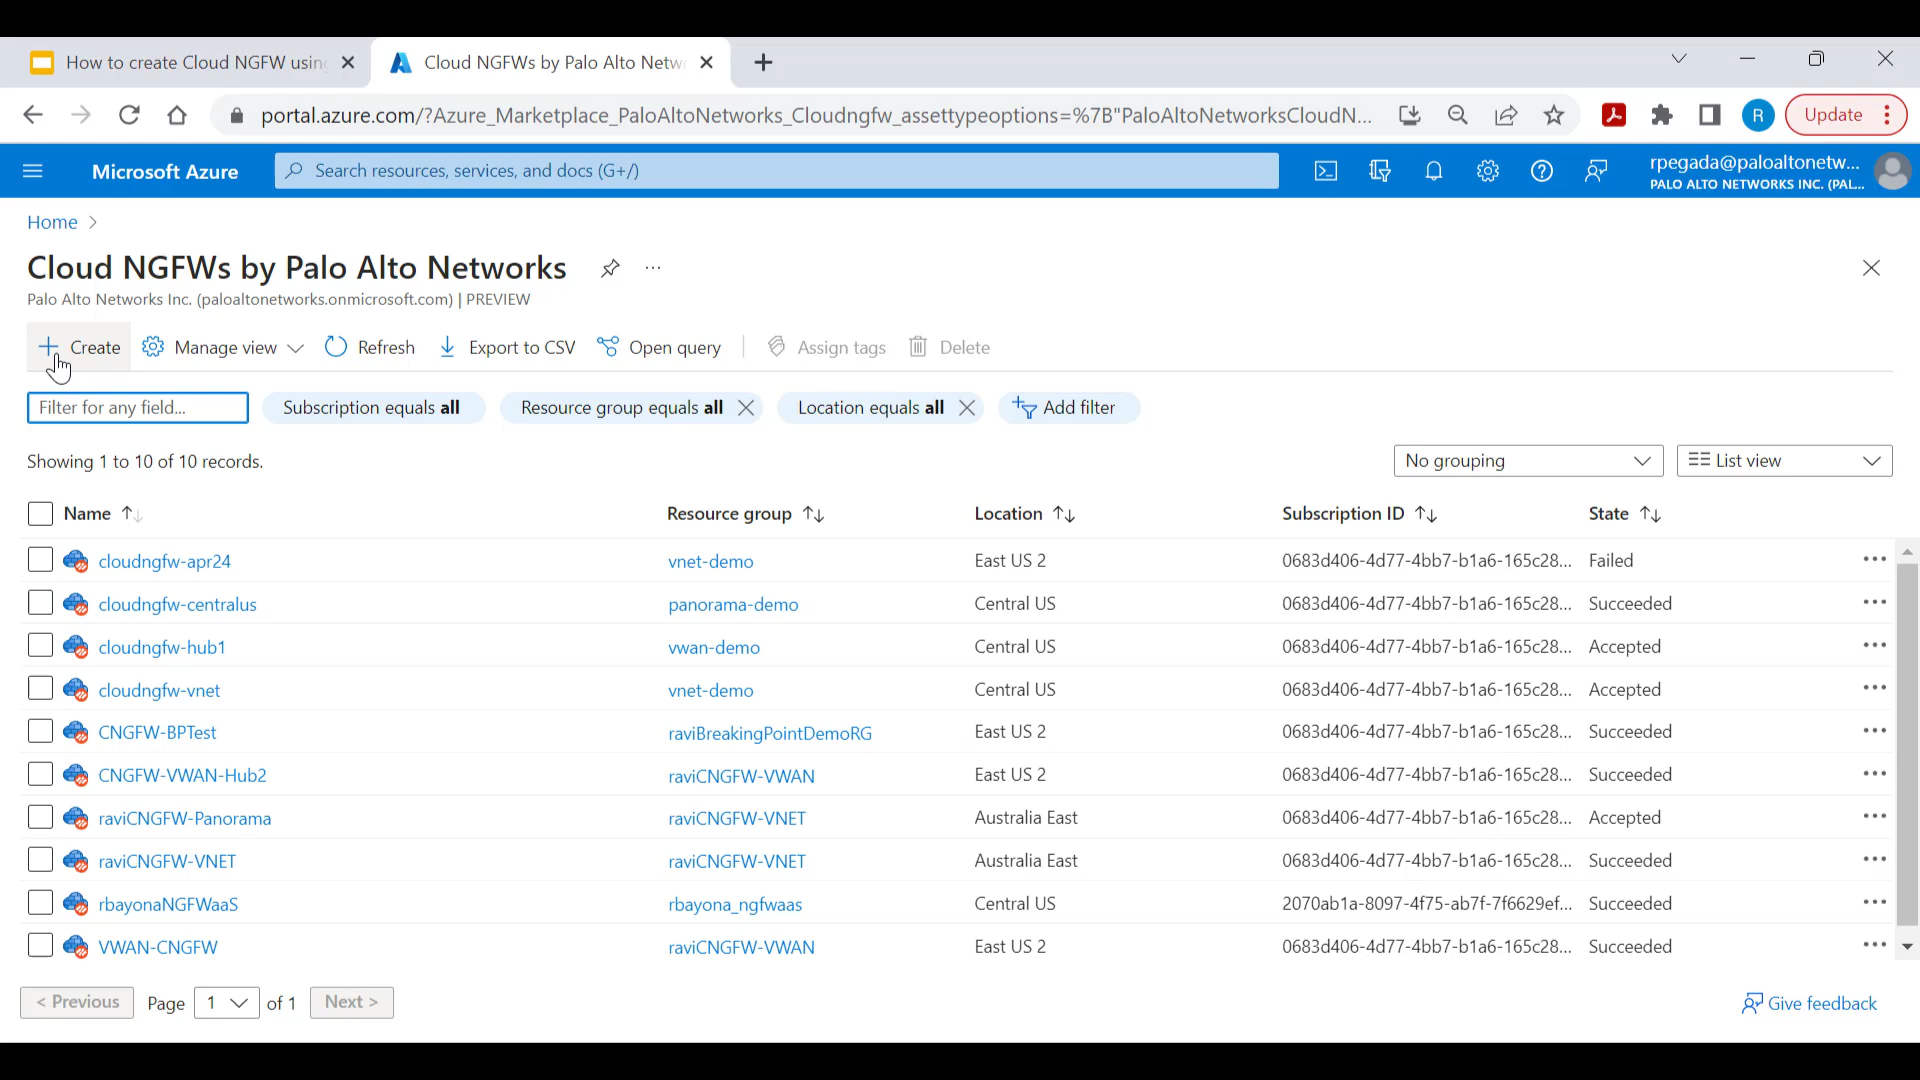 How to create Cloud NGFW using
Cloud NGFWs by Palo Alto Netw
portal.azure.com/?Azure_Marketplace_PaloAltoNetworks_Cloudngfw_assettypeoptions=%7B"PaloAltoNetworksCloudN...
R
Update
Microsoft Azure
Search resources, services, and docs (G+/)
rpegada@paloaltonetw...
PALO ALTO NETWORKS INC. (PAL...
Home >
Cloud NGFWs by Palo Alto Networks
Palo Alto Networks Inc. (paloaltonetworks.onmicrosoft.com) | PREVIEW
Create Manage view Refresh Export to CSV Open query Assign tags Delete
Filter for any field... Subscription equals all Resource group equals all Location equals all Add filter
Showing 1 to 10 of 10 records.
No grouping List view
Name Resource group Location Subscription ID State
cloudngfw-apr24 vnet-demo East US 2 0683d406-4d77-4bb7-b1a6-165c28... Failed
cloudngfw-centralus panorama-demo Central US 0683d406-4d77-4bb7-b1a6-165c28... Succeeded
cloudngfw-hub1 vwan-demo Central US 0683d406-4d77-4bb7-b1a6-165c28... Accepted
cloudngfw-vnet vnet-demo Central US 0683d406-4d77-4bb7-b1a6-165c28... Accepted
CNGFW-BPTest raviBreakingPointDemoRG East US 2 0683d406-4d77-4bb7-b1a6-165c28... Succeeded
CNGFW-VWAN-Hub2 raviCNGFW-VWAN East US 2 0683d406-4d77-4bb7-b1a6-165c28... Succeeded
raviCNGFW-Panorama raviCNGFW-VNET Australia East 0683d406-4d77-4bb7-b1a6-165c28... Accepted
raviCNGFW-VNET raviCNGFW-VNET Australia East 0683d406-4d77-4bb7-b1a6-165c28... Succeeded
rbayonaNGFWaaS rbayona_ngfwaas Central US 2070ab1a-8097-4f75-ab7f-7f6629ef... Succeeded
VWAN-CNGFW raviCNGFW-VWAN East US 2 0683d406-4d77-4bb7-b1a6-165c28... Succeeded
< Previous Page 1 of 1 Next >
Give feedback